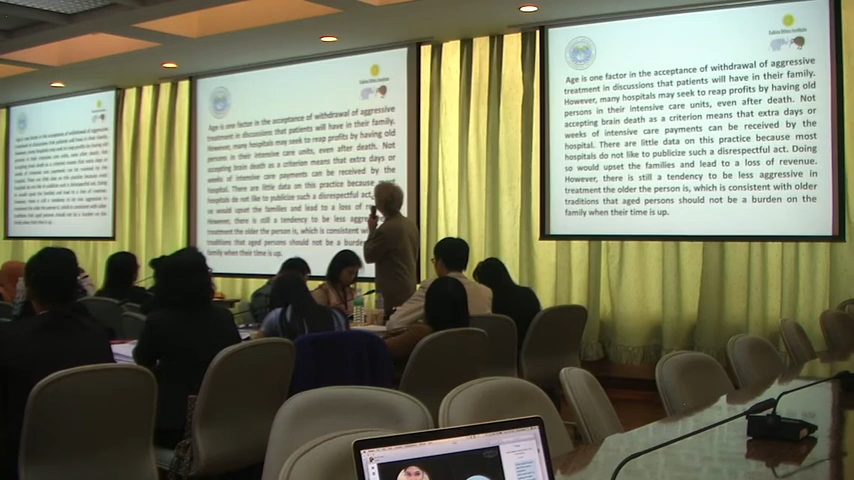 Eubios Ethics Institute
Age is one factor in the acceptance of withdrawal of aggressive
treatment in discussions that patients will have in their family.
However, many hospitals may seek to reap profits by having old
persons in their intensive care units, even after death. Not
accepting brain death as a criterion means that extra days or
weeks of intensive care payments can be received by the
hospital. There are little data on this practice because most
hospitals do not like to publicize such a disrespectful act. Doing
so would upset the families and lead to a loss of revenue.
However, there is still a tendency to be less aggressive in
treatment the older the person is, which is consistent with older
traditions that aged persons should not be a burden on the
family when their time is up.